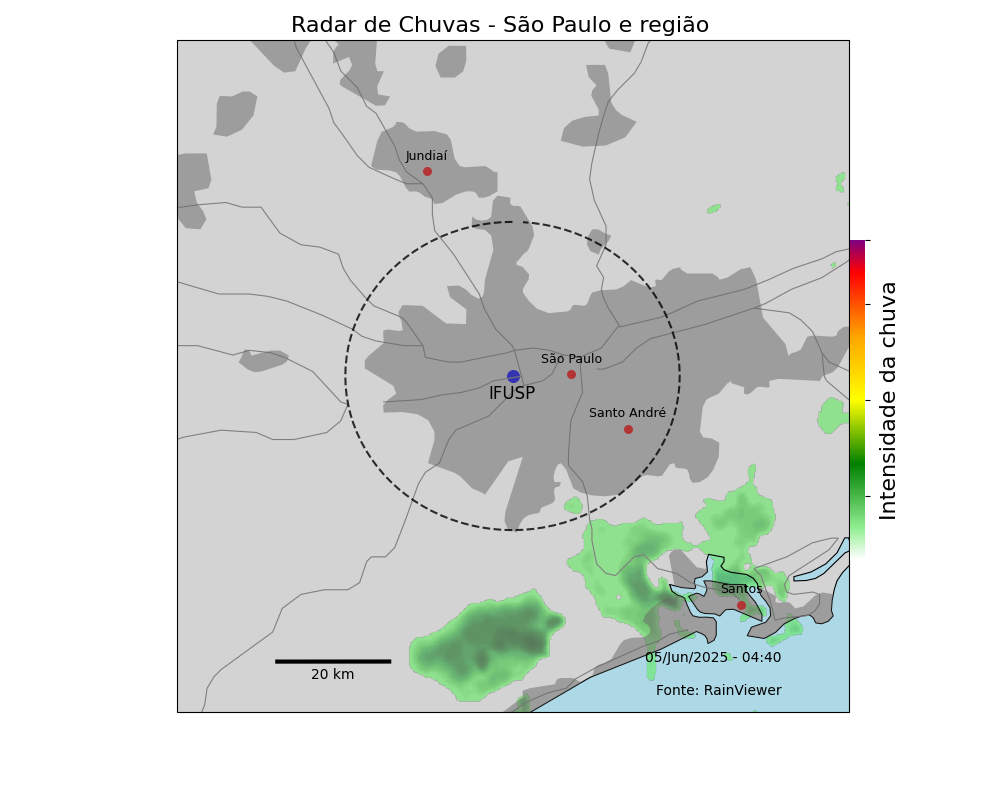 Radar de Chuvas - São Paulo e região
Jundiaí
São Paulo
IFUSP
Santo André
Santos
Intensidade da chuva
20 km
05/Jun/2025 - 04:40
Fonte: RainViewer